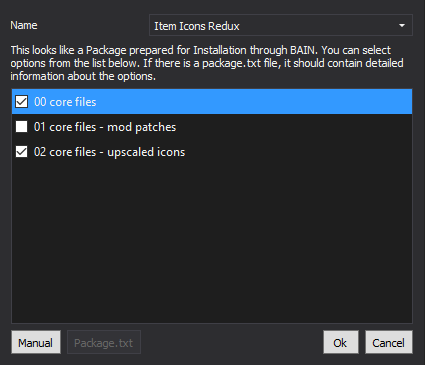 Name
Item Icons Redux
This looks like a Package prepared for Installation through BAIN. You can select
options from the list below. If there is a package.txt file, it should contain detailed
information about the options.
00 core files
01 core files - mod patches
02 core files - upscaled icons
Manual
Package.txt
Ok
Cancel